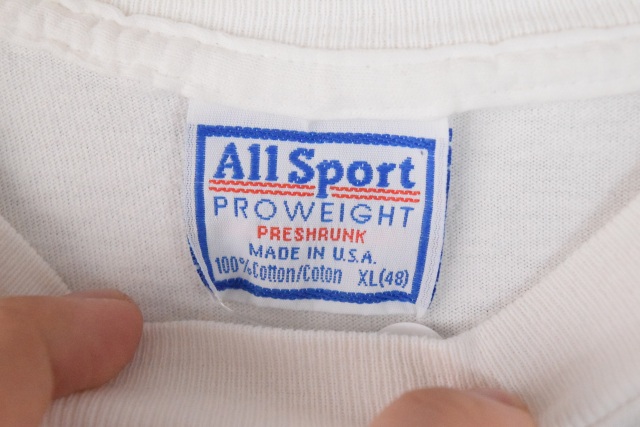 All Sport
PROWEIGHT
PRESHRUNK
MADE IN U.S.A.
100% Cotton/Coton XL(48)